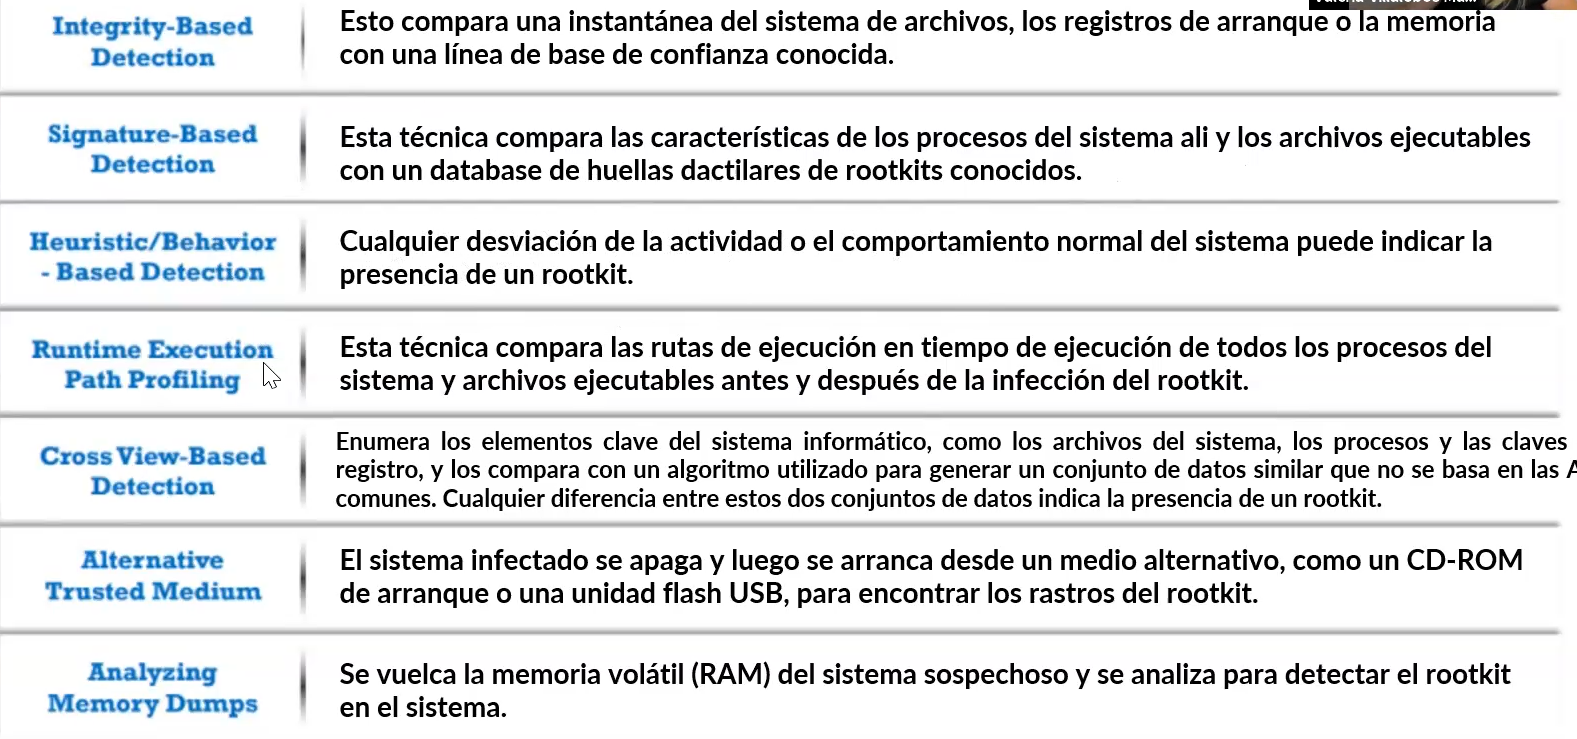 Integrity-Based
Detection
Esto compara una instantánea del sistema de archivos, los registros de arranque o la memoria
con una línea de base de confianza conocida.
Signature-Based
Detection
Esta técnica compara las características de los procesos del sistema ali y los archivos ejecutables
con un database de huellas dactilares de rootkits conocidos.
Heuristic/Behavior
- Based Detection
Cualquier desviación de la actividad o el comportamiento normal del sistema puede indicar la
presencia de un rootkit.
Runtime Execution
Path Profiling
Esta técnica compara las rutas de ejecución en tiempo de ejecución de todos los procesos del
sistema y archivos ejecutables antes y después de la infección del rootkit.
Cross View-Based
Detection
Enumera los elementos clave del sistema informático, como los archivos del sistema, los procesos y las claves
registro, y los compara con un algoritmo utilizado para generar un conjunto de datos similar que no se basa en las
comunes. Cualquier diferencia entre estos dos conjuntos de datos indica la presencia de un rootkit.
Alternative
Trusted Medium
El sistema infectado se apaga y luego se arranca desde un medio alternativo, como un CD-ROM
de arranque o una unidad flash USB, para encontrar los rastros del rootkit.
Analyzing
Memory Dumps
Se vuelca la memoria volátil (RAM) del sistema sospechoso y se analiza para detectar el rootkit
en el sistema.